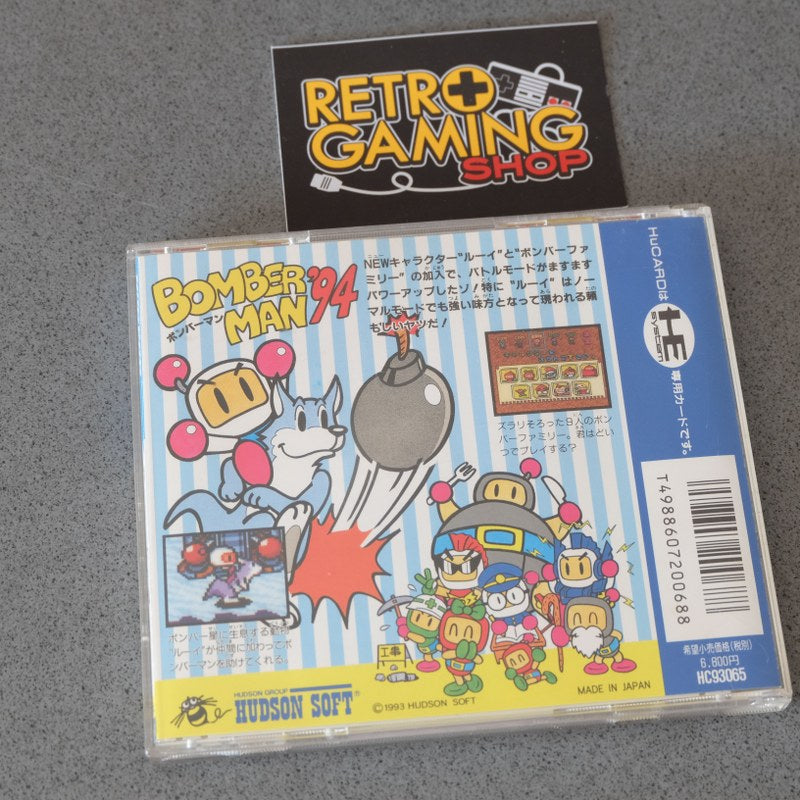 RETRO
GAMING
SHOP
BOMBER
MAN '94
ボンバーマン
NEWキャラクター"ルーイ"と"ボンバーファ
ミリー"の加入で、バトルモードがますます
パワーアップしたゾ!特に"ルーイ"はノー
マルモードでも強い味方となって現われる頼
もしいヤツだ!
ズラリそろった9人のボン
バーファミリー。君はどい
つでプレイする?
ボンバー星に生息する動物
"ルーイ"が仲間に加わってボ
ンバーマンを助けてくれる。
工事
HUDSON GROUP
HUDSON SOFT®
©1993 HUDSON SOFT
MADE IN JAPAN
HuCARDは
HE
system
専用カードです。
T4988607200688
希望小売価格(税別)
6,800円
HC93065